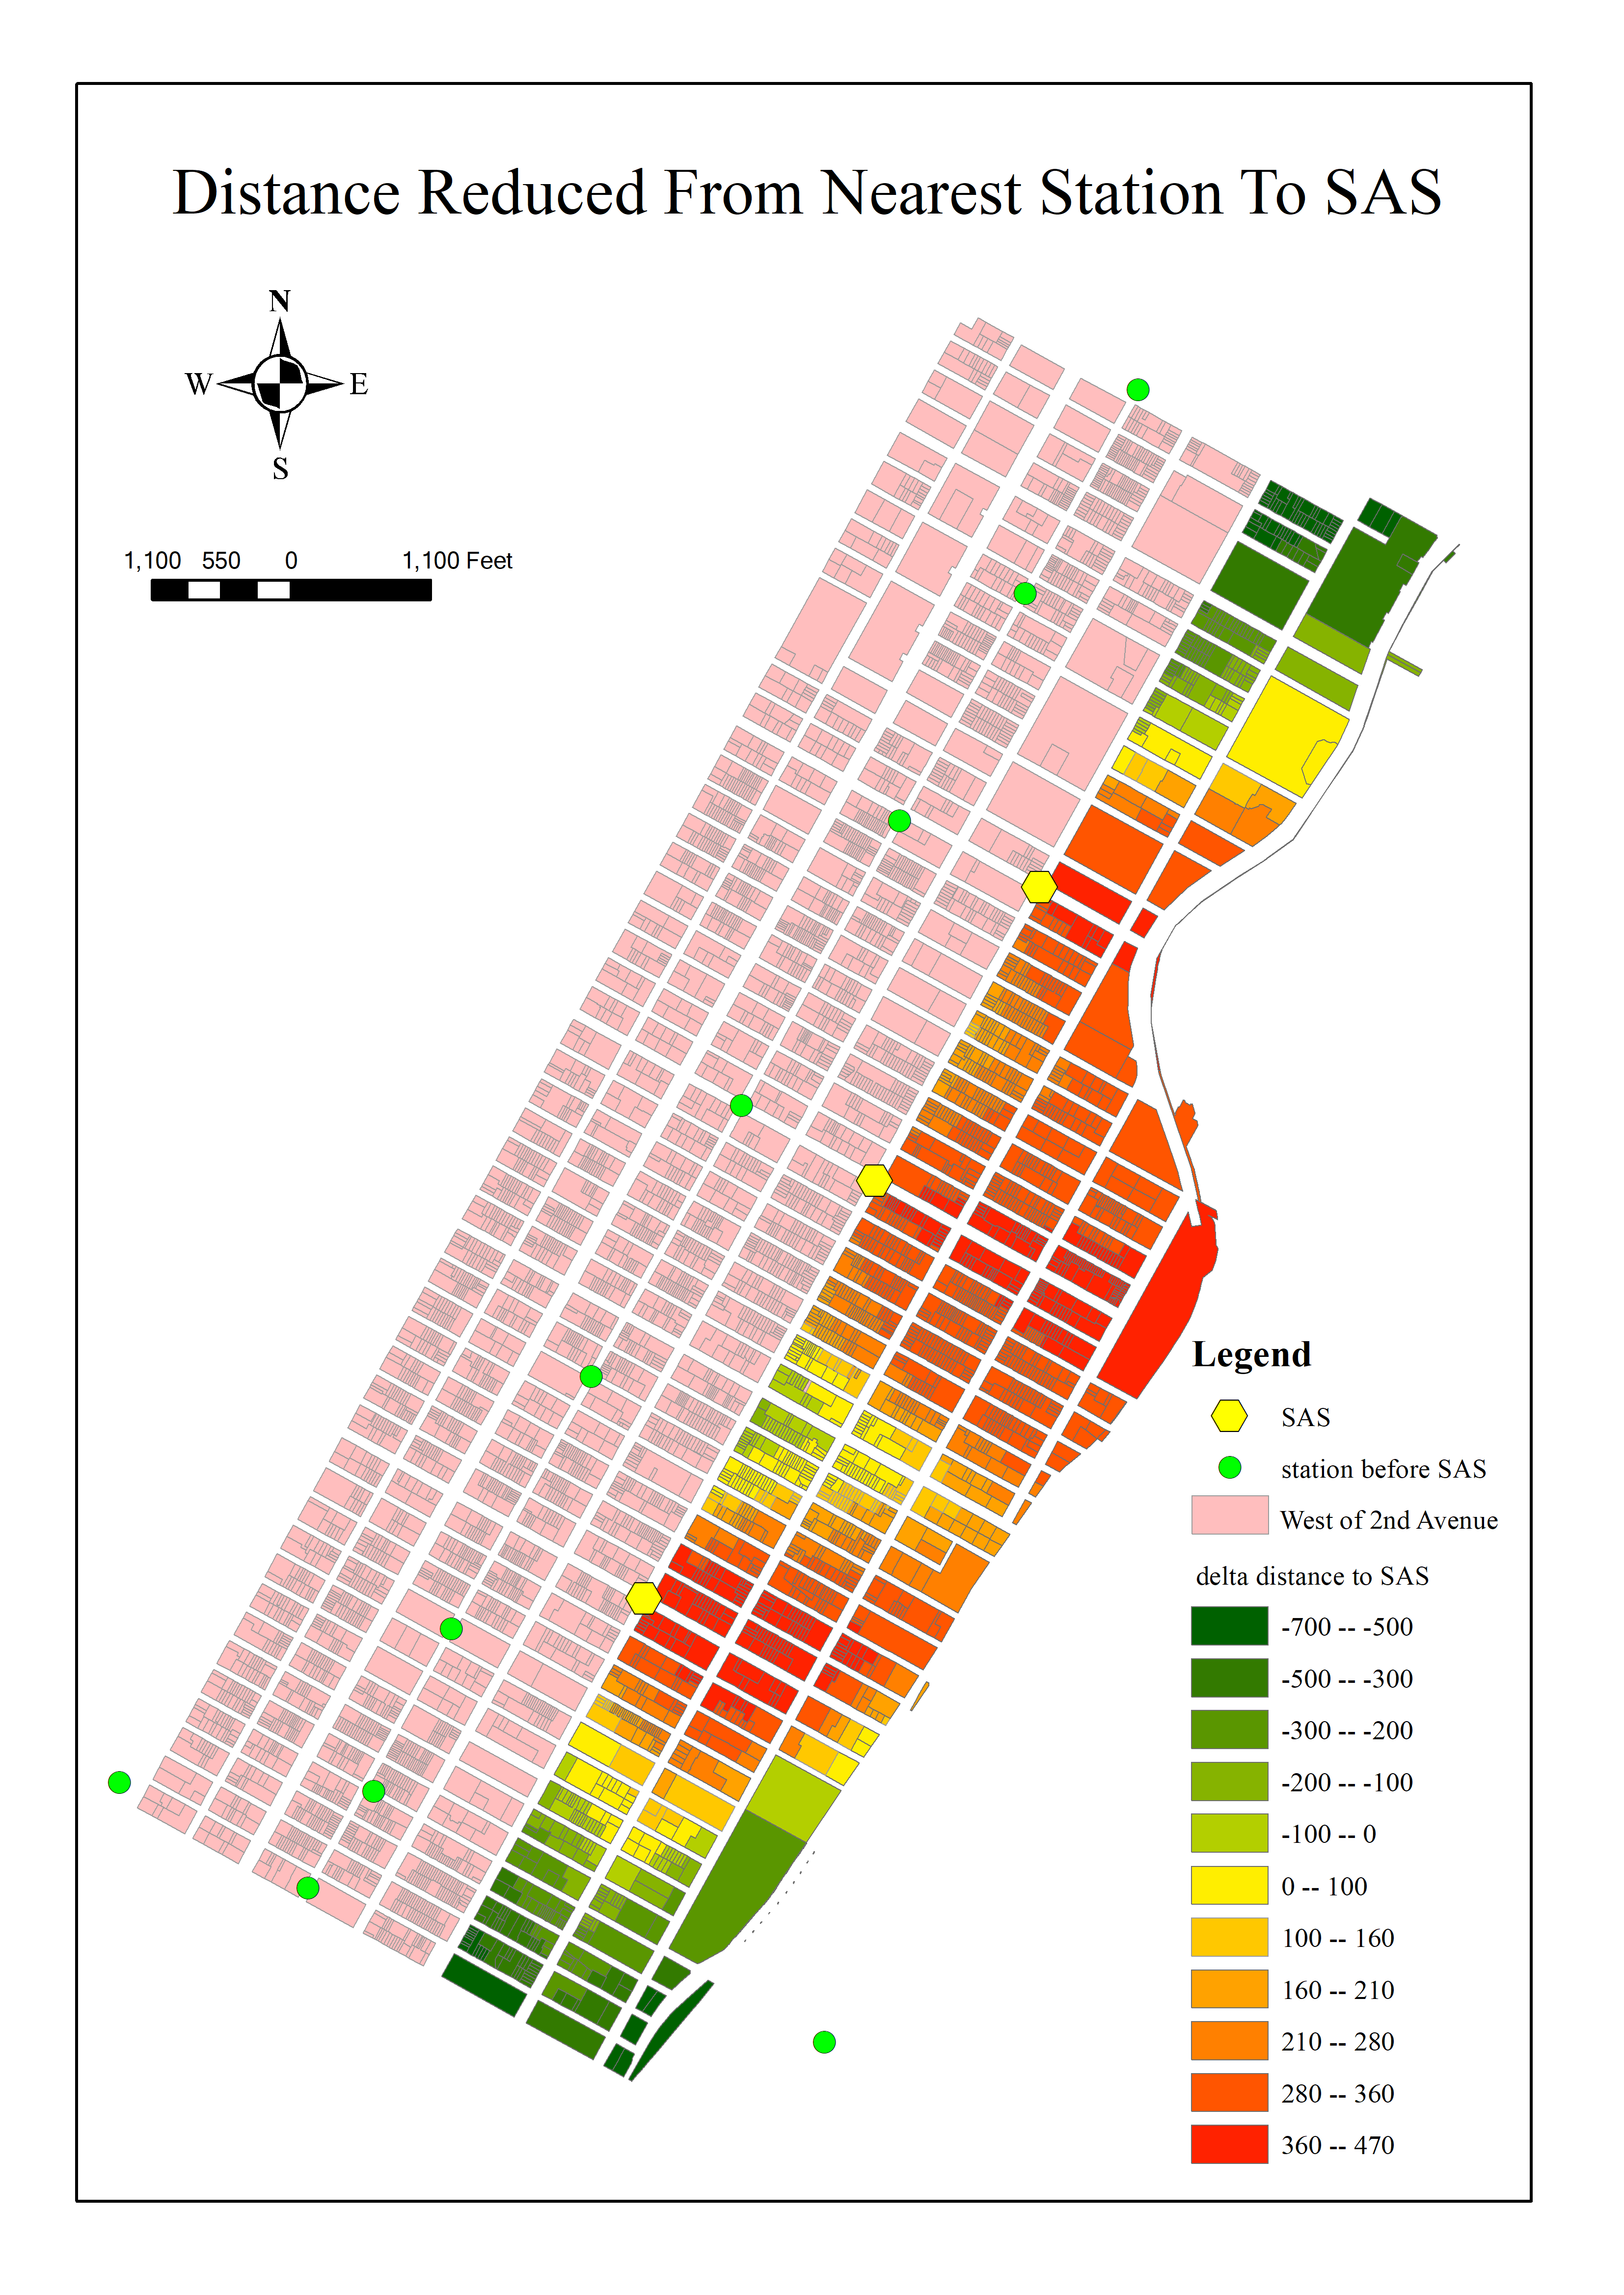 Distance Reduced From Nearest Station To SAS
N
W E
S
1,100 550 0 1,100 Feet
Legend
SAS
station before SAS
West of 2nd Avenue
delta distance to SAS
-700 -- -500
-500 -- -300
-300 -- -200
-200 -- -100
-100 -- 0
0 -- 100
100 -- 160
160 -- 210
210 -- 280
280 -- 360
360 -- 470